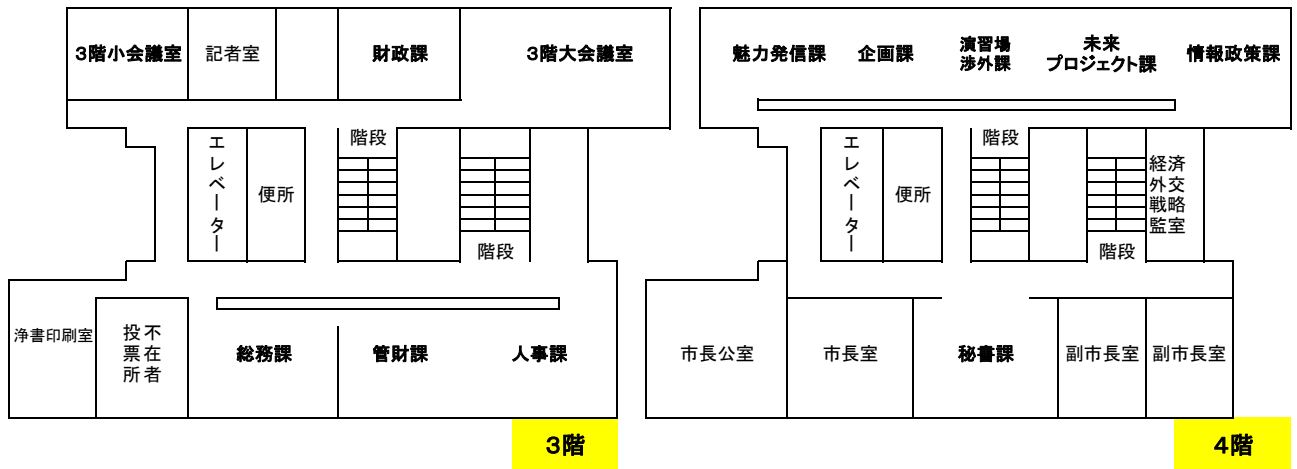 ３階小会議室
記者室
財政課
３階大会議室
エレベーター
便所
階段
階段
浄書印刷室
不在者
投票所
総務課
管財課
人事課
３階
魅力発信課
企画課
演習場
渉外課
未来
プロジェクト課
情報政策課
エレベーター
便所
階段
階段
経済
外交
戦略
監室
市長公室
市長室
秘書課
副市長室
副市長室
４階